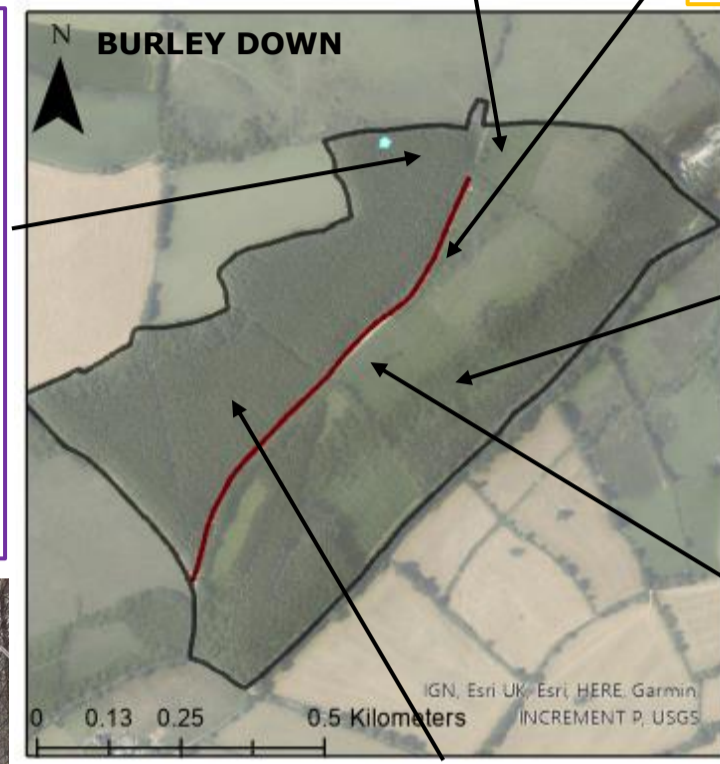 N
BURLEY DOWN
IGN, Esri UK, Esri, HERE, Garmin,
INCREMENT P, USGS
0 0.13 0.25 0.5 Kilometers